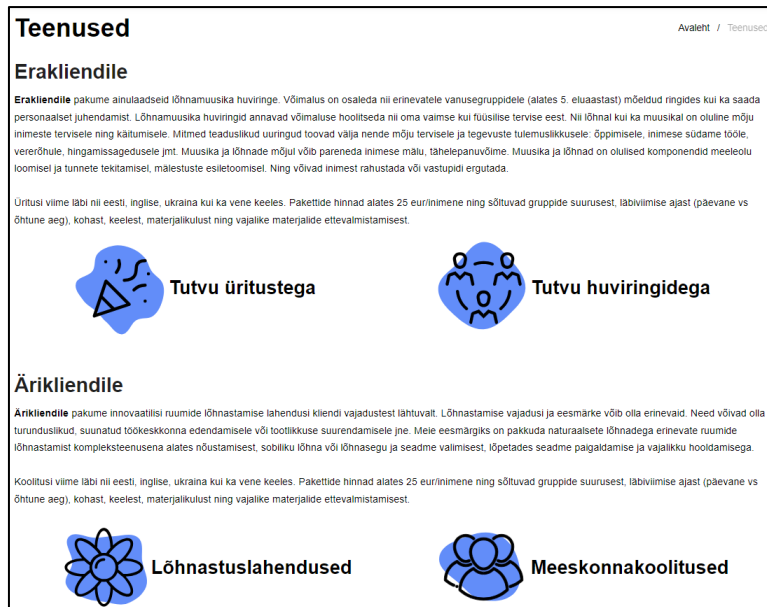 Teenused
Avaleht / Teenused
Erakliendile
Erakliendile pakume ainulaadseid lõhnamuusika huviringe. Võimalus on osaleda nii erinevatele vanusegruppidele (alates 5. eluaastast) mõeldud ringides kui ka saada
personaalset juhendamist. Lõhnamuusika huviringid annavad võimaluse hoolitseda nii oma vaimse kui füüsilise tervise eest. Nii lõhnal kui ka muusikal on oluline mõju
inimeste tervisele ning käitumisele. Mitmed teaduslikud uuringud toovad välja nende mõju tervisele ja tegevuste tulemuslikkusele: õppimisele, inimese südame tööle,
vererõhule, hingamissagedusele jmt. Muusika ja lõhnade mõjul võib pareneda inimese mälu, tähelepanuvõime. Muusika ja lõhnad on olulised komponendid meeleolu
loomisel ja tunnete tekitamisel, mälestuste esiletoomisel. Ning võivad inimest rahustada või vastupidi ergutada.
Üritusi viime läbi nii eesti, inglise, ukraina kui ka vene keeles. Pakettide hinnad alates 25 eur/inimene ning sõltuvad gruppide suurusest, läbiviimise ajast (päevane vs
õhtune aeg), kohast, keelest, materjalikulust ning vajalike materjalide ettevalmistamisest.
Tutvu üritustega
Tutvu huviringidega
Ärikliendile
Ärikliendile pakume innovaatilisi ruumide lõhnastamise lahendusi kliendi vajadustest lähtuvalt. Lõhnastamise vajadusi ja eesmärke võib olla erinevaid. Need võivad olla
turunduslikud, suunatud töökeskkonna edendamisele või tootlikkuse suurendamisele jne. Meie eesmärgiks on pakkuda naturaalsete lõhnadega erinevate ruumide
lõhnastamist kompleksteenusena alates nõustamisest, sobiliku lõhna või lõhnasegu ja seadme valimisest, lõpetades seadme paigaldamise ja vajaliku hooldamisega.
Koolitusi viime läbi nii eesti, inglise, ukraina kui ka vene keeles. Pakettide hinnad alates 25 eur/inimene ning sõltuvad gruppide suurusest, läbiviimise ajast (päevane vs
õhtune aeg), kohast, keelest, materjalikulust ning vajalike materjalide ettevalmistamisest.
Lõhnastuslahendused
Meeskonnakoolitused